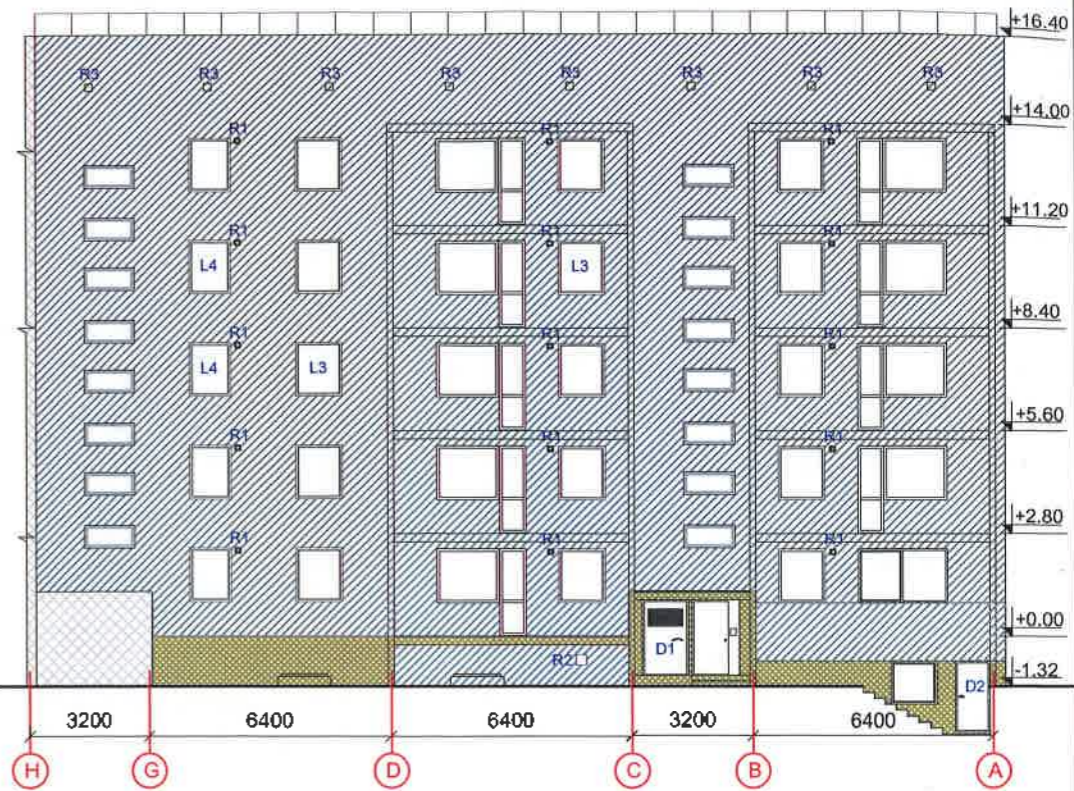 +16.40
R3 R3 R3 R3 R3 R3 R3 R3
+14.00
R1 R1 R1
+11.20
R1 R1 R1
L4 L3
+8.40
R1 R1 R1
L4 L3
+5.60
R1 R1 R1
+2.80
R1 R1 R1
+0.00
D1
R2
-1.32
D2
3200 6400 6400 3200 6400
H G D C B A